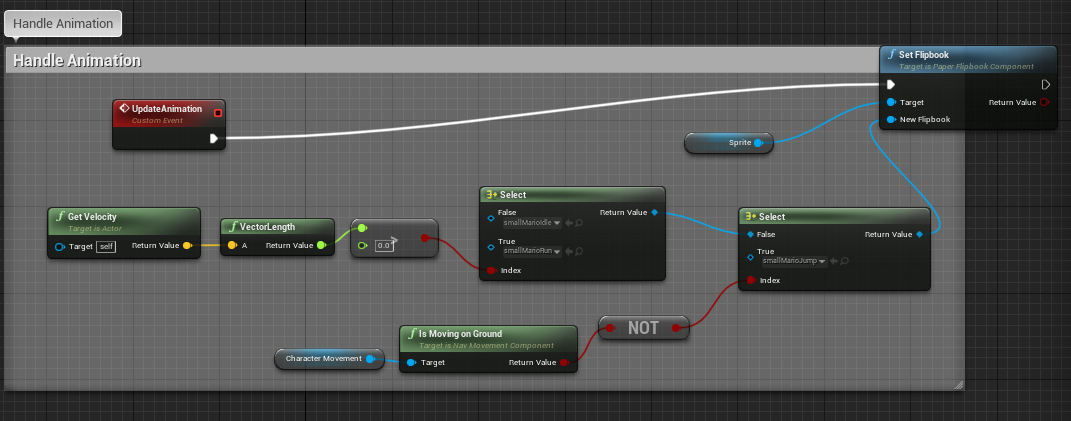 Handle Animation
Handle Animation
Set Flipbook
Target is Paper Flipbook Component
Target
Return Value
New Flipbook
UpdateAnimation
Custom Event
Sprite
Get Velocity
Target is Actor
Target self
Return Value
VectorLength
A
Return Value
>
0.0
Select
False
smallMarioIdle
Return Value
True
smallMarioRun
Index
Select
False
Return Value
True
smallMarioJump
Index
Is Moving on Ground
Target is Nav Movement Component
Character Movement
Target
Return Value
NOT